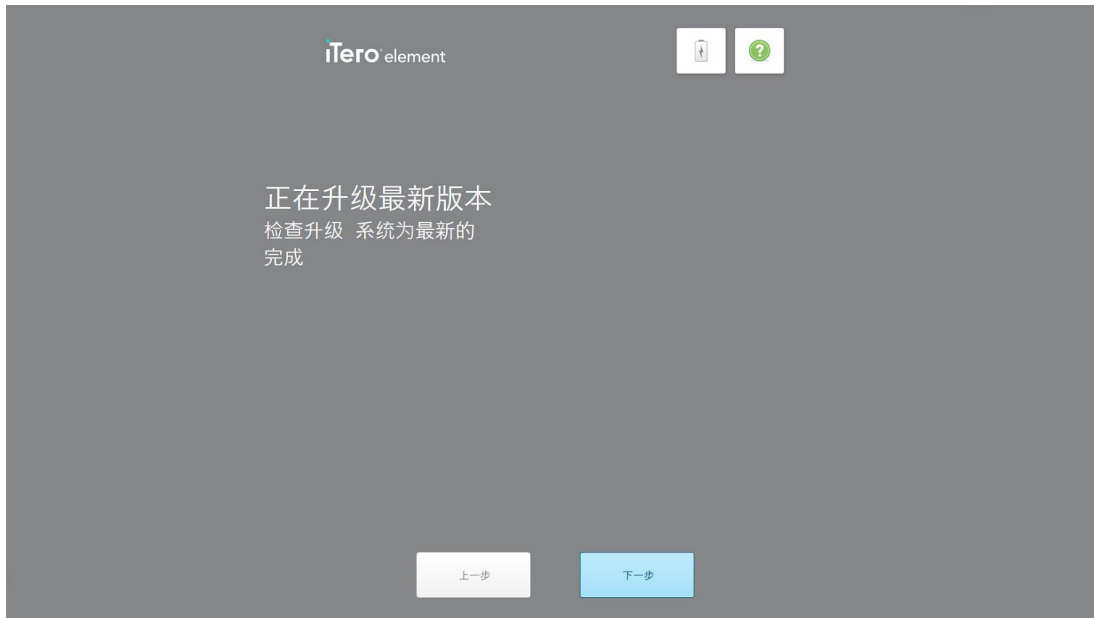 iTero element
?
正在升级最新版本
检查升级 系统为最新的
完成
上一步
下一步